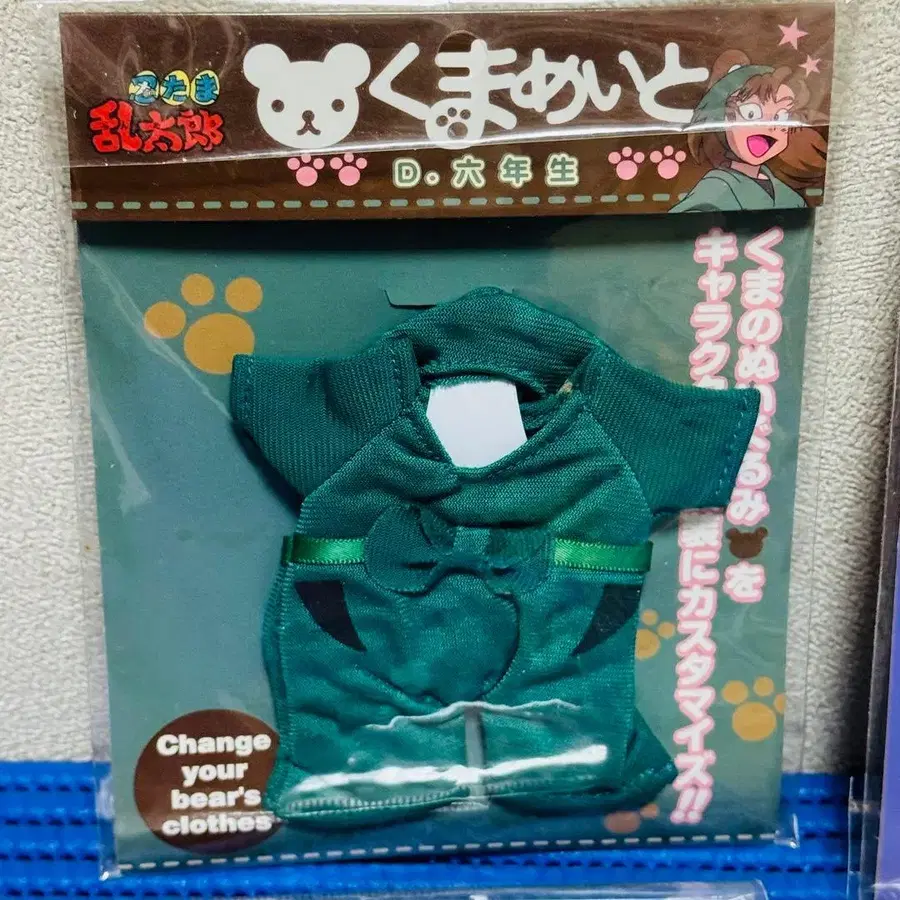 忍たま
乱太郎
くまめいと
D. 六年生
くまのぬいぐるみを
キャラク
にカスタマイズ!!
Change
your
bear's
clothes